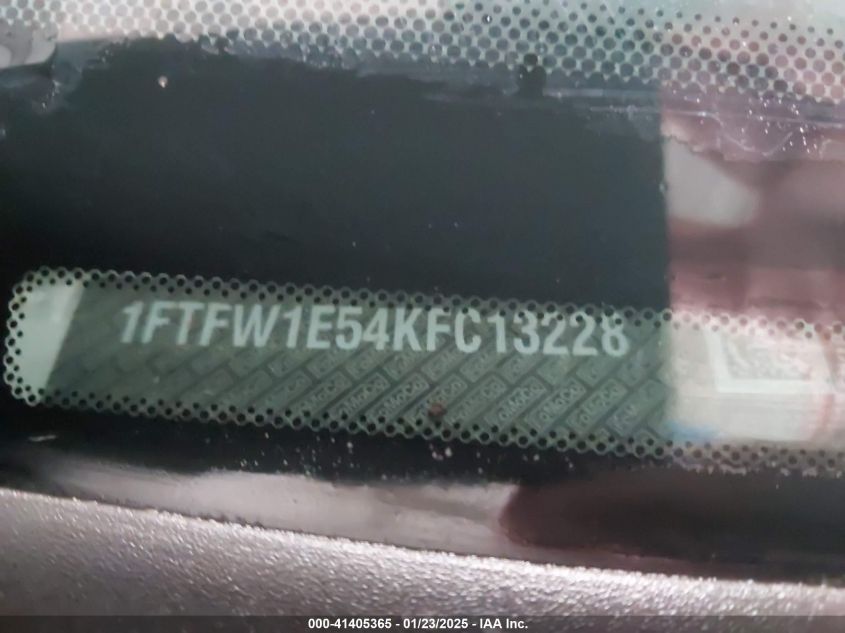 1FTFW1E54KFC13228
000-41405365 - 01/23/2025 - IAA Inc.